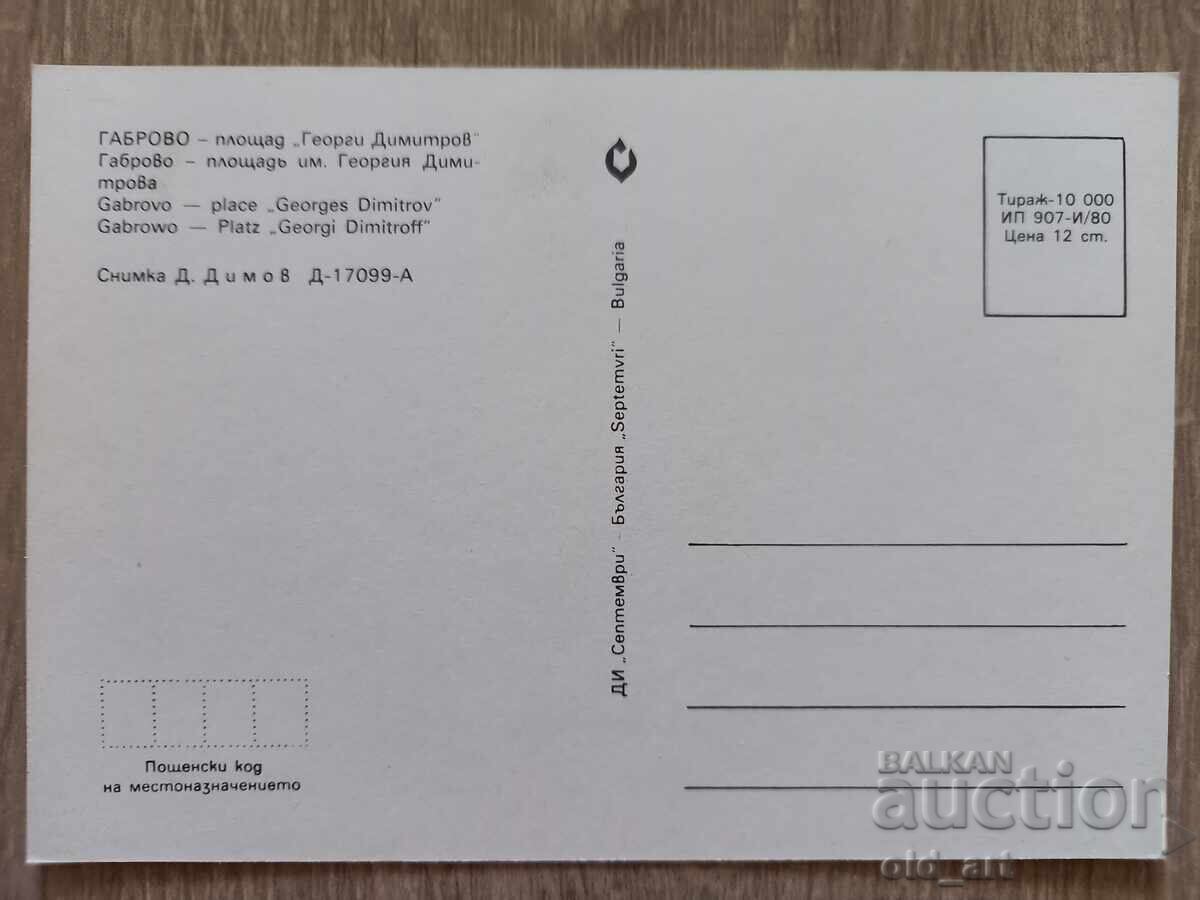 ГАБРОВО – площад „Георги Димитров“
Габрово – площадь им. Георгия Дими-
трова
Gabrovo — place „Georges Dimitrov“
Gabrowo — Platz „Georgi Dimitroff“
Снимка Д. Димов Д-17099-А
Пощенски код
на местоназначението
ДИ „Септември“ - България „Septemvri“ — Bulgaria
Тираж-10 000
ИП 907-И/80
Цена 12 ст.
BALKAN
auction
old_art